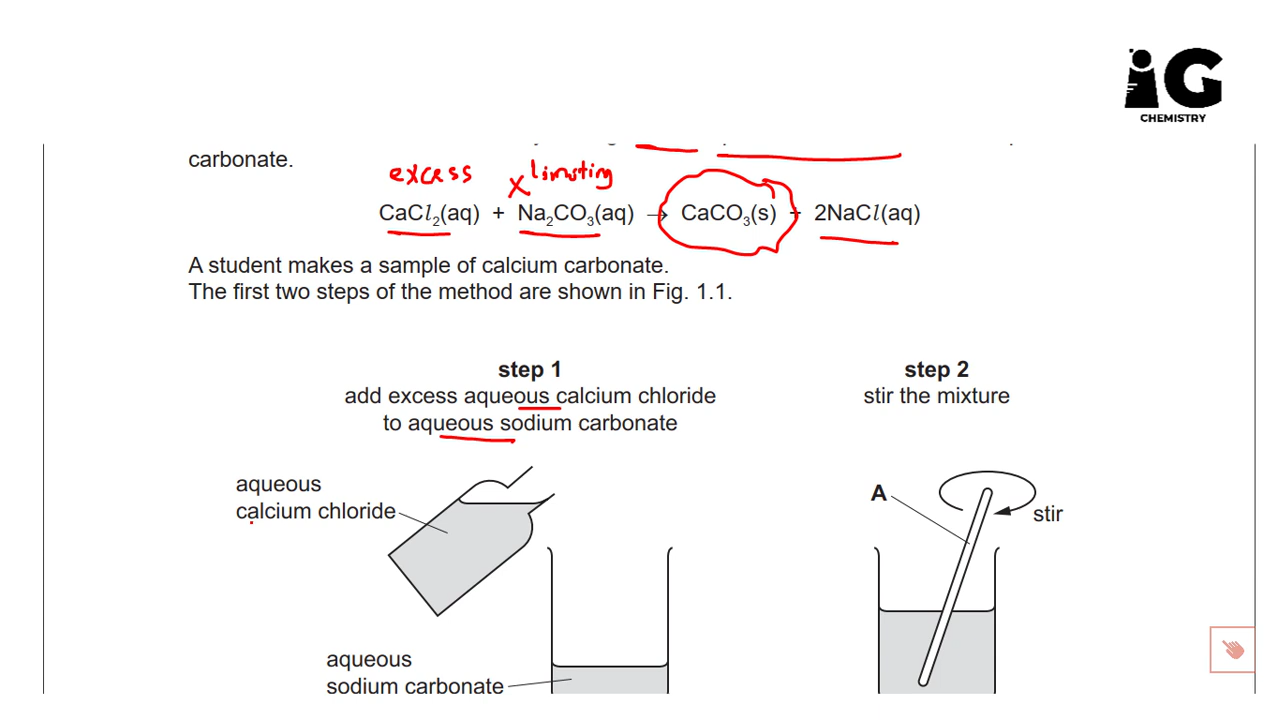 iG
CHEMISTRY
carbonate.
excess
x limiting
CaCl₂(aq) + Na₂CO₃(aq) → CaCO₃(s) + 2NaCl(aq)
A student makes a sample of calcium carbonate.
The first two steps of the method are shown in Fig. 1.1.
step 1
add excess aqueous calcium chloride
to aqueous sodium carbonate
step 2
stir the mixture
aqueous
calcium chloride
A
stir
aqueous
sodium carbonate